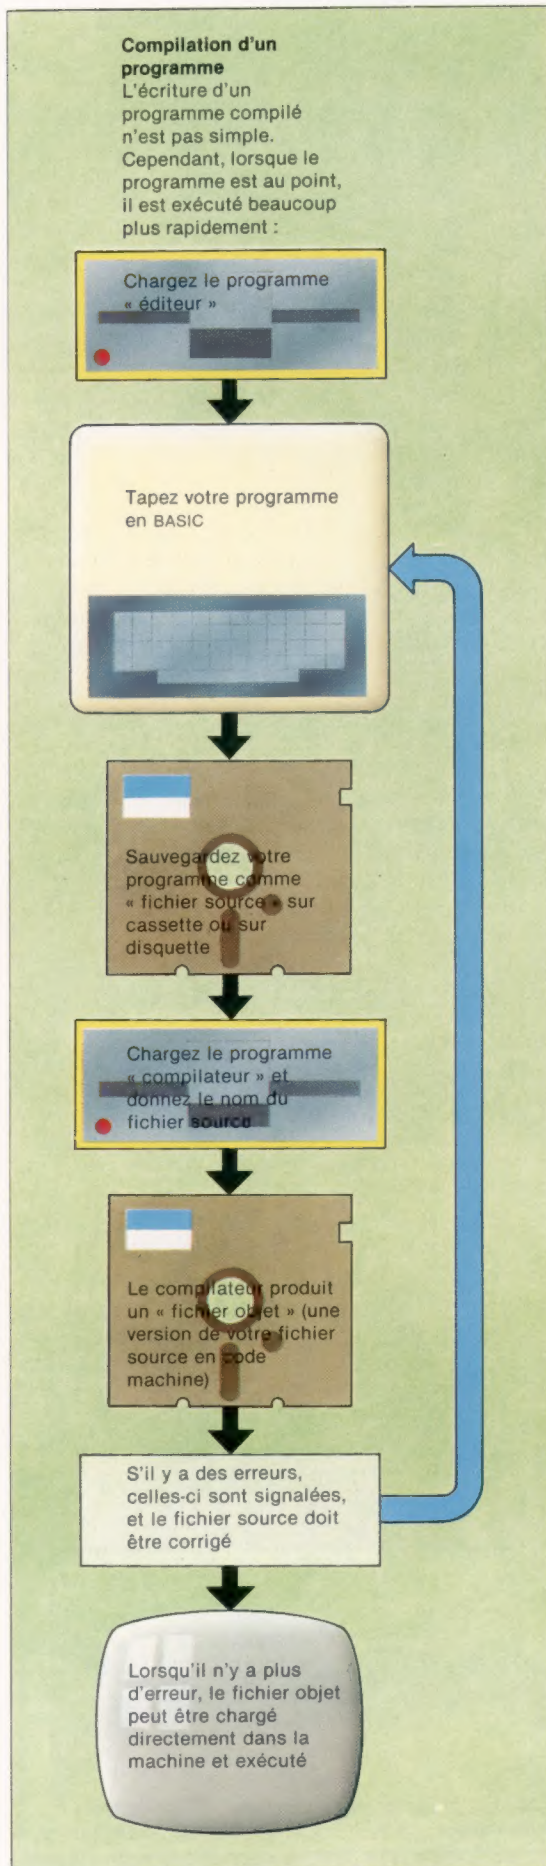 Compilation d'un
programme
L'écriture d'un
programme compilé
n'est pas simple.
Cependant, lorsque le
programme est au point,
il est exécuté beaucoup
plus rapidement :
Chargez le programme
« éditeur »
Tapez votre programme
en BASIC
Sauvegardez votre
programme comme
« fichier source » sur
cassette ou sur
disquette
Chargez le programme
« compilateur » et
donnez le nom du
fichier source
Le compilateur produit
un « fichier objet » (une
version de votre fichier
source en code
machine)
S'il y a des erreurs,
celles-ci sont signalées,
et le fichier source doit
être corrigé
Lorsqu'il n'y a plus
d'erreur, le fichier objet
peut être chargé
directement dans la
machine et exécuté